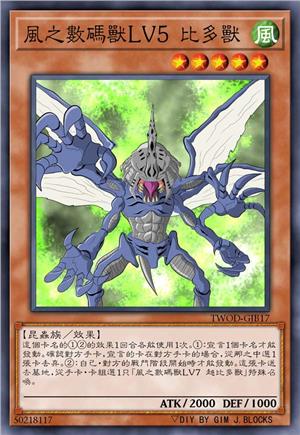 風之數碼獸LV5 比多獸
風
TWOD-GIB17
【昆蟲族/效果】
這個卡名的①②的效果1回合各能使用1次。①:宣言1個卡名才能
發動。確認對方手卡,宣言的卡在對方手卡的場合,從那之中選1
張卡去棄。②:自己·對方的戰鬥階段開始時才能發動。這張卡送
去墓地,從手卡·卡組選1只「風之數碼獸LV7 超比多獸」特殊召
喚。
ATK/2000 DEF/1000
50218117
DIY BY GIM J.BLOCKS